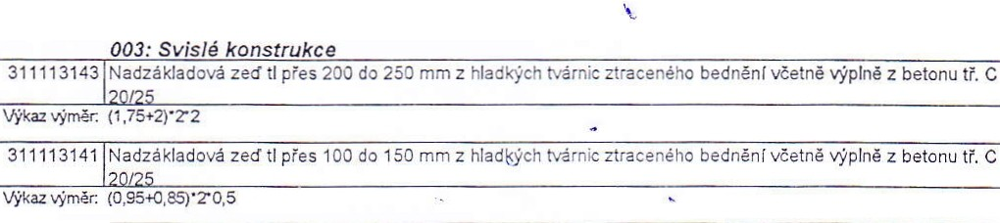 003: Svislé konstrukce
311113143 Nadzákladová zeď tl přes 200 do 250 mm z hladkých tvárnic ztraceného bednění včetně výplně z betonu tř. C
20/25
Výkaz výměr: (1,75+2)*2*2
311113141 Nadzákladová zeď tl přes 100 do 150 mm z hladkých tvárnic ztraceného bednění včetně výplně z betonu tř. C
20/25
Výkaz výměr: (0,95+0,85)*2*0,5